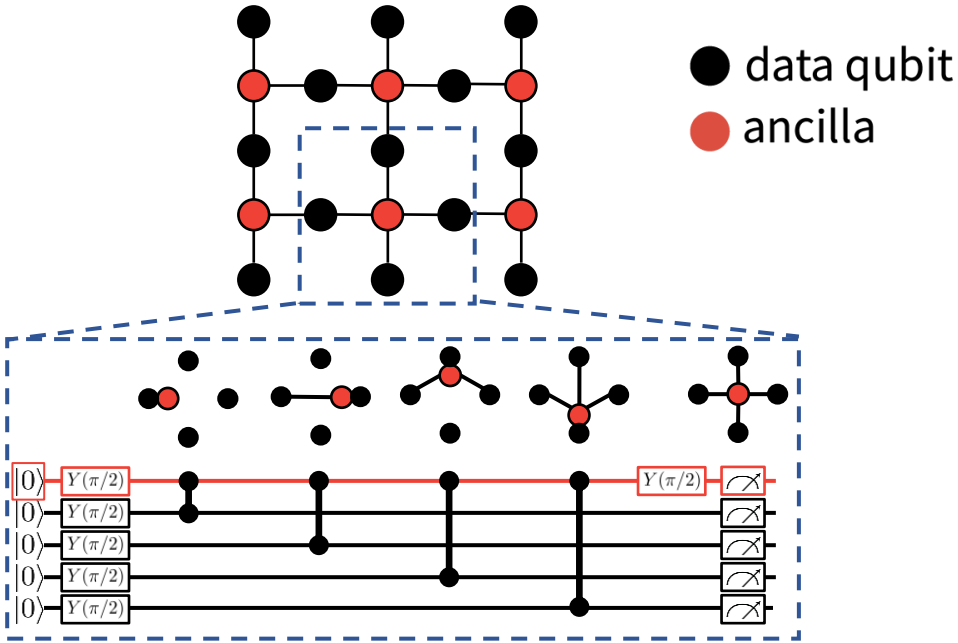 data qubit
ancilla
|0⟩ Y(π/2) Y(π/2)
|0⟩ Y(π/2)
|0⟩ Y(π/2)
|0⟩ Y(π/2)
|0⟩ Y(π/2)